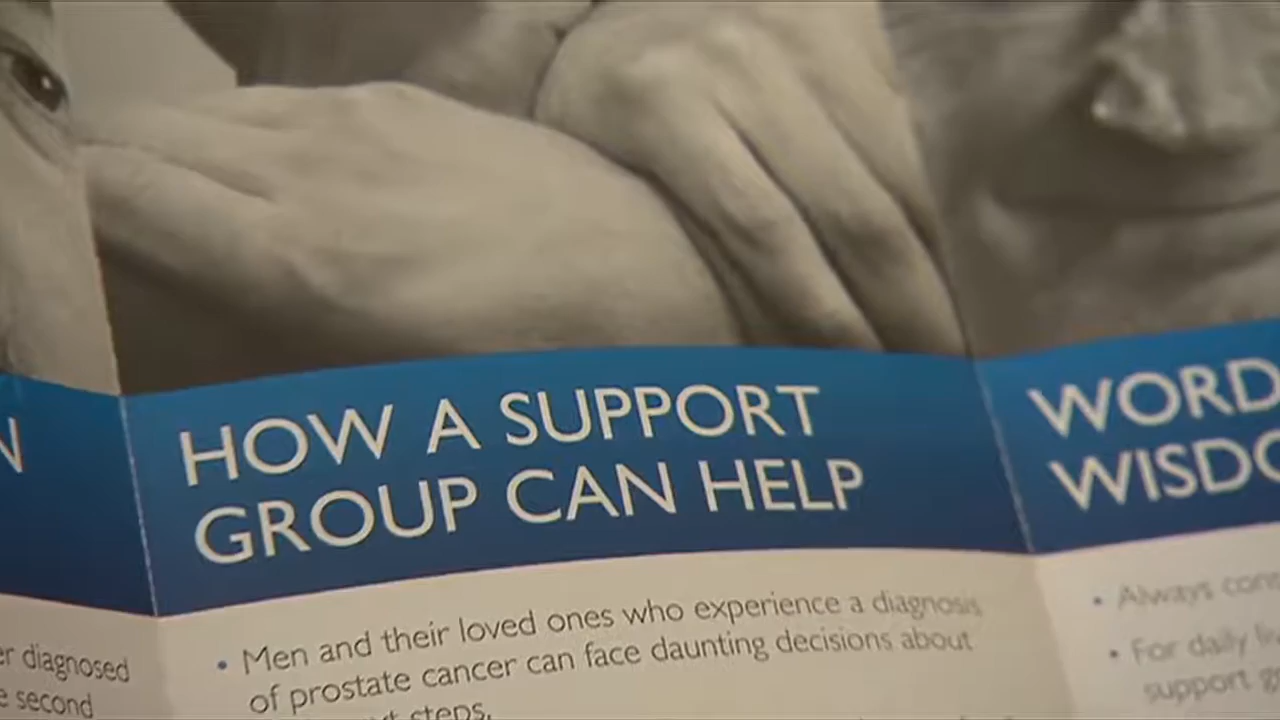 N
er diagnosed
e second
HOW A SUPPORT
GROUP CAN HELP
• Men and their loved ones who experience a diagnosis
of prostate cancer can face daunting decisions about
steps.
WORD
WISDO
• Always con
• For daily
support g